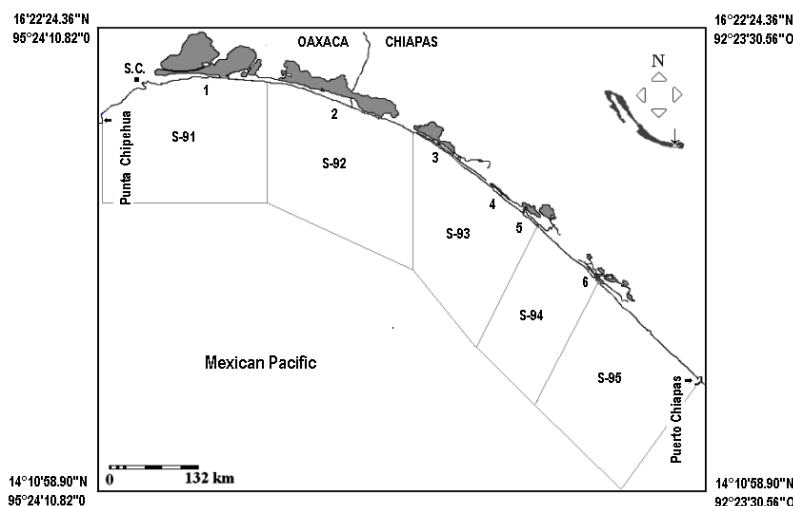 16°22'24.36"N
95°24'10.82"O
16°22'24.36"N
92°23'30.56"O
OAXACA
CHIAPAS
N
S.C.
1
2
3
4
5
6
Punta Chipehua
S-91
S-92
S-93
S-94
S-95
Mexican Pacific
Puerto Chiapas
0
132 km
14°10'58.90"N
95°24'10.82"0
14°10'58.90"N
92°23'30.56"O